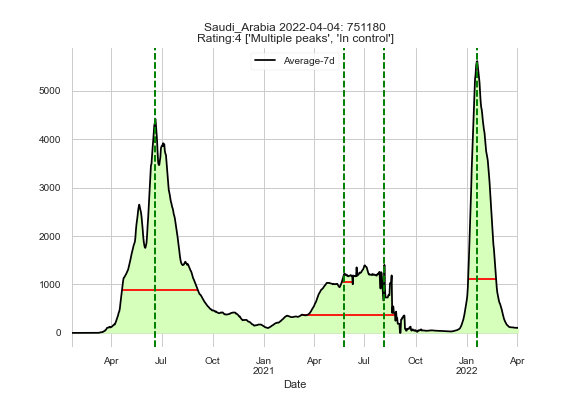 Saudi_Arabia 2022-04-04: 751180
Rating:4 ['Multiple peaks', 'In control']
Average-7d
5000
4000
3000
2000
1000
0
Apr Jul Oct Jan Apr Jul Oct Jan Apr
2021 2022
Date